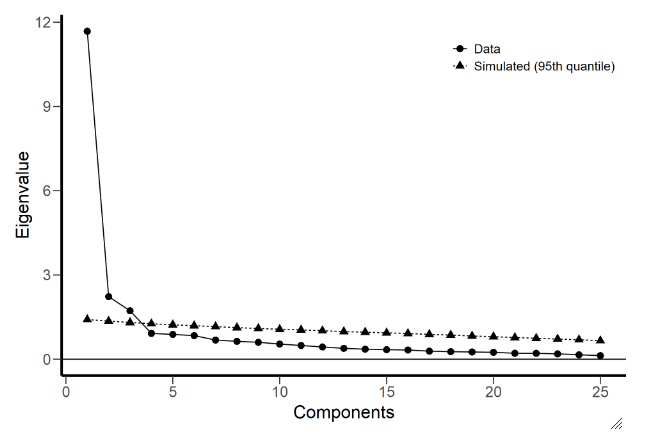 12
9
6
3
0
Eigenvalue
Data
Simulated (95th quantile)
0 5 10 15 20 25
Components